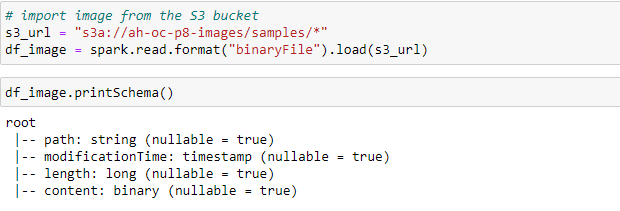 # import image from the S3 bucket
s3_url = "s3a://ah-oc-p8-images/samples/*"
df_image = spark.read.format("binaryFile").load(s3_url)
df_image.printSchema()
root
 |-- path: string (nullable = true)
 |-- modificationTime: timestamp (nullable = true)
 |-- length: long (nullable = true)
 |-- content: binary (nullable = true)